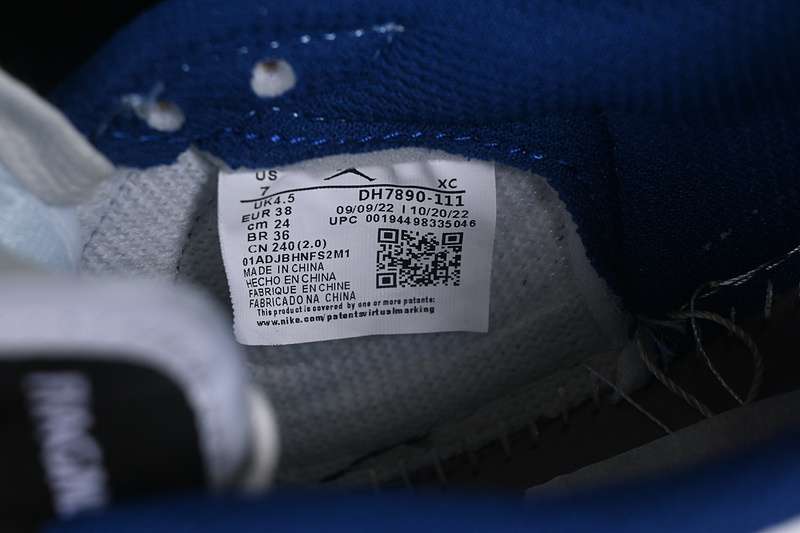 US
7
XC
UK4.5
DH7890-111
EUR 38
09/09/22 | 10/20/22
cm 24
UPC 00194498335046
BR 36
CN 240(2.0)
01ADJBHNFS2M1
MADE IN CHINA
HECHO EN CHINA
FABRIQUE EN CHINE
FABRICADO NA CHINA
This product is covered by one or more patents:
www.nike.com/patentsvirtualmarking